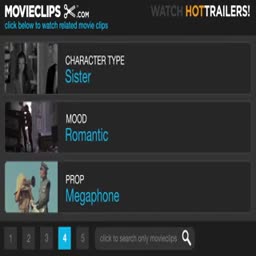 MOVIECLIPS .COM
WATCH HOTTRAILERS!
click below to watch related movie clips
CHARACTER TYPE
Sister
MOOD
Romantic
PROP
Megaphone
1 2 3 4 5 click to search only movieclips